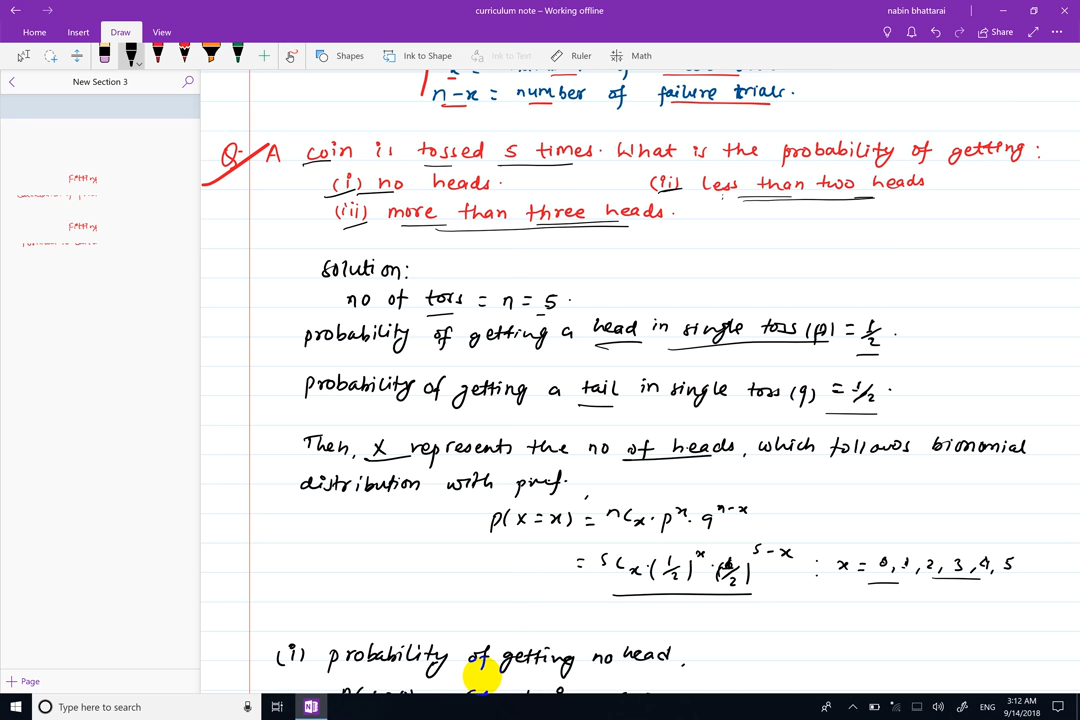 curriculum note – Working offline
nabin bhattarai
Home Insert Draw View
Share
Shapes Ink to Shape Ink to Text Ruler Math
New Section 3
n-x = number of failure trials.
Q. A coin is tossed 5 times. What is the probability of getting:
(i) no heads. (ii) less than two heads
(iii) more than three heads.
Solution:
no of toss = n = 5.
probability of getting a head in single toss (p) = 1/2.
probability of getting a tail in single toss (q) = 1/2.
Then, X represents the no of heads, which follows binomial
distribution with pmf.
p(X=x) = nCx . p^x . q^n-x
= 5Cx . (1/2)^x . (1/2)^5-x : x = 0, 1, 2, 3, 4, 5
(i) probability of getting no head.
+ Page
Type here to search
ENG
3:12 AM
9/14/2018